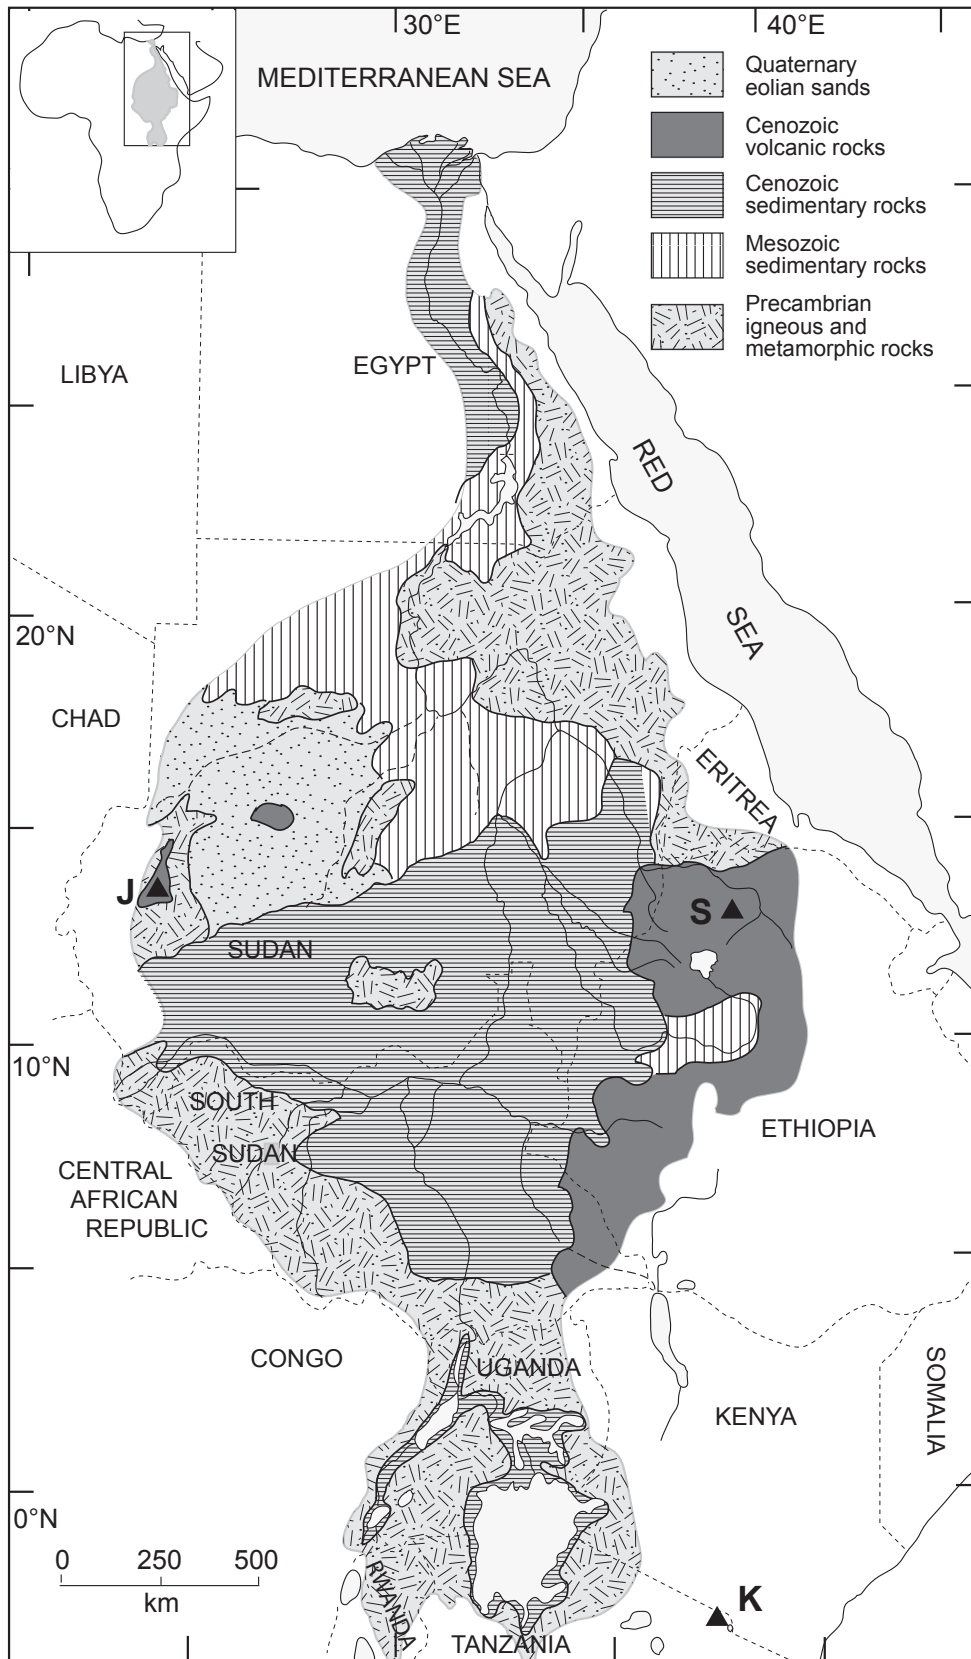 30°E
40°E
MEDITERRANEAN SEA
Quaternary
eolian sands
Cenozoic
volcanic rocks
Cenozoic
sedimentary rocks
Mesozoic
sedimentary rocks
Precambrian
igneous and
metamorphic rocks
LIBYA
EGYPT
RED
SEA
20°N
CHAD
ERITREA
J
S
SUDAN
10°N
SOUTH
SUDAN
ETHIOPIA
CENTRAL
AFRICAN
REPUBLIC
CONGO
UGANDA
KENYA
SOMALIA
0°N
0 250 500
km
RWANDA
K
TANZANIA